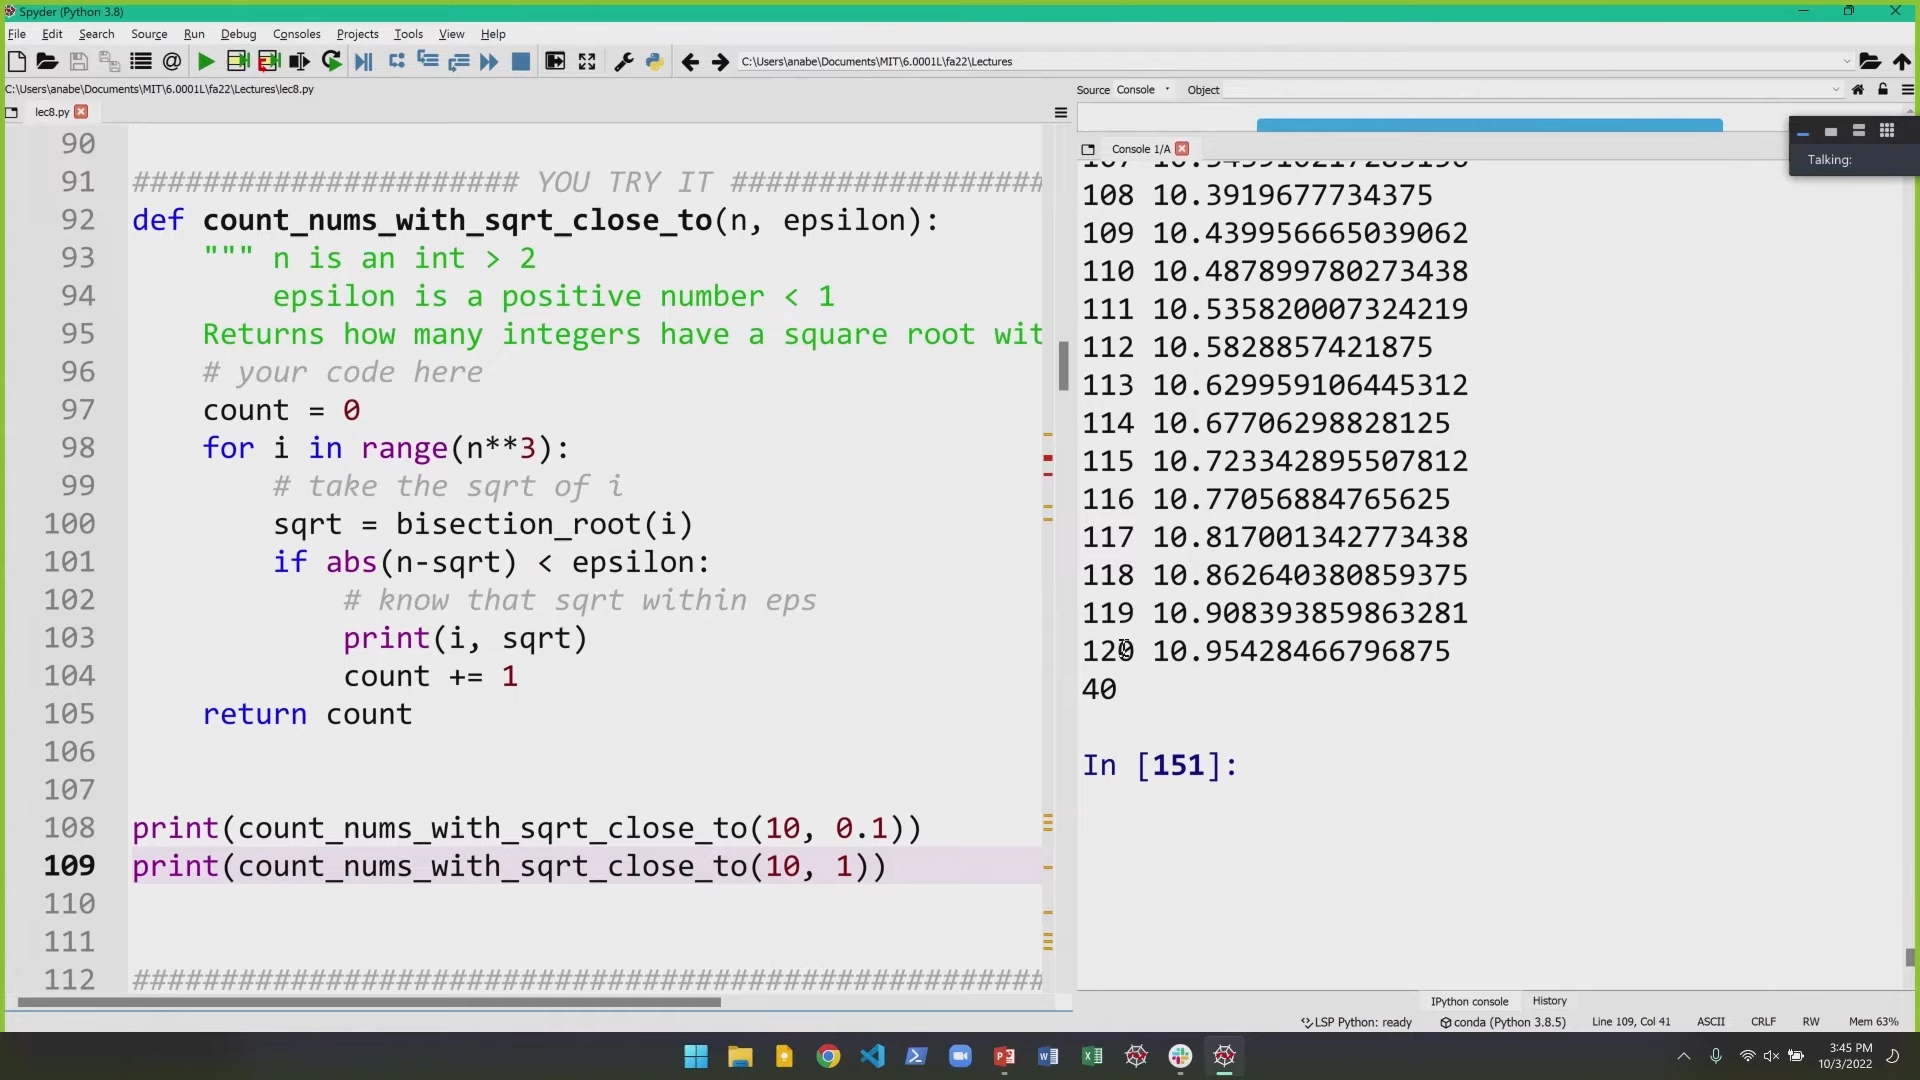 Spyder (Python 3.8)
File Edit Search Source Run Debug Consoles Projects Tools View Help
C:\Users\anabe\Documents\MIT\6.0001L\fa22\Lectures
C:\Users\anabe\Documents\MIT\6.0001L\fa22\Lectures\lec8.py
Source Console Object
lec8.py
Console 1/A
Talking:
90
91 ###################### YOU TRY IT ##################
92 def count_nums_with_sqrt_close_to(n, epsilon):
93 """ n is an int > 2
94 epsilon is a positive number < 1
95 Returns how many integers have a square root wit
96 # your code here
97 count = 0
98 for i in range(n**3):
99 # take the sqrt of i
100 sqrt = bisection_root(i)
101 if abs(n-sqrt) < epsilon:
102 # know that sqrt within eps
103 print(i, sqrt)
104 count += 1
105 return count
106
107
108 print(count_nums_with_sqrt_close_to(10, 0.1))
109 print(count_nums_with_sqrt_close_to(10, 1))
110
111
112 ####################################################
108 10.3919677734375
109 10.439956665039062
110 10.487899780273438
111 10.535820007324219
112 10.5828857421875
113 10.629959106445312
114 10.67706298828125
115 10.723342895507812
116 10.77056884765625
117 10.817001342773438
118 10.862640380859375
119 10.908393859863281
120 10.95428466796875
40
In [151]:
IPython console History
LSP Python: ready conda (Python 3.8.5) Line 109, Col 41 ASCII CRLF RW Mem 63%
3:45 PM
10/3/2022